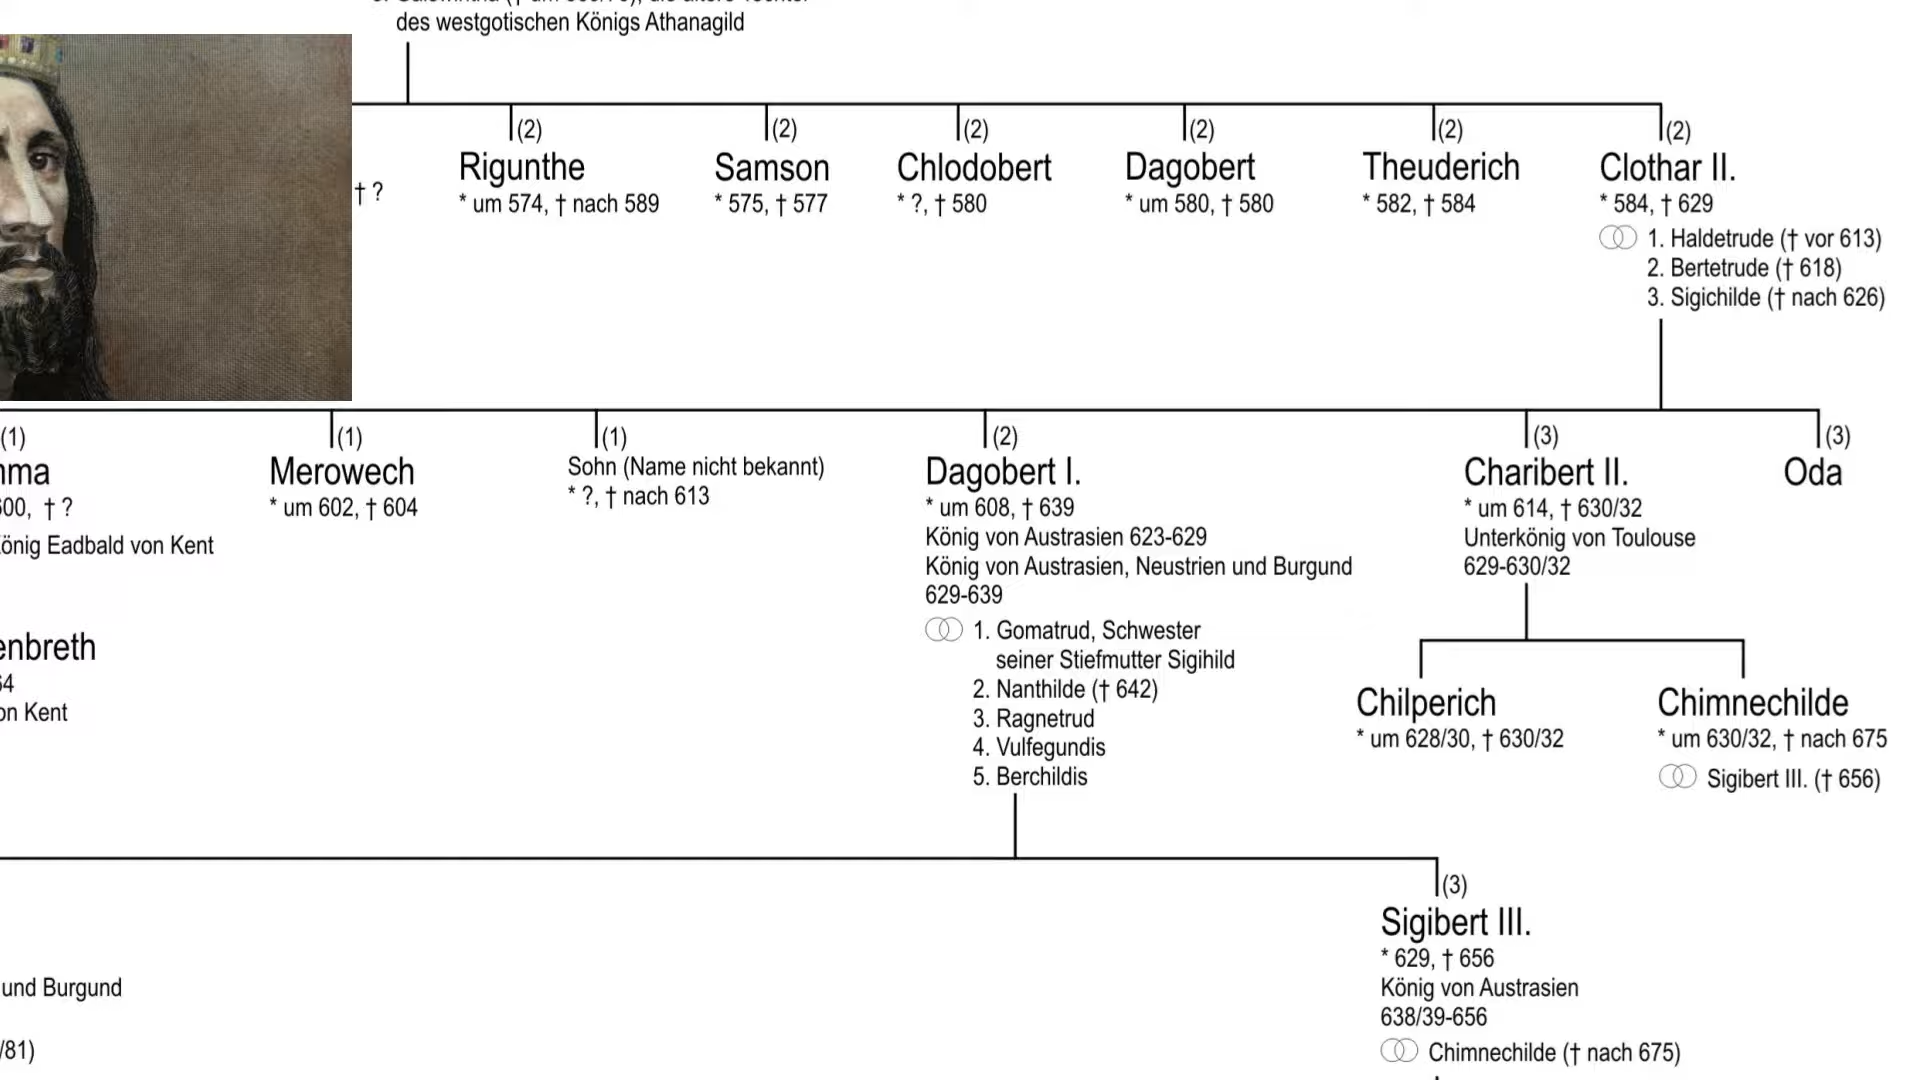 des westgotischen Königs Athanagild
† ?
(2)
Rigunthe
* um 574, † nach 589
(2)
Samson
* 575, † 577
(2)
Chlodobert
* ?, † 580
(2)
Dagobert
* um 580, † 580
(2)
Theuderich
* 582, † 584
(2)
Clothar II.
* 584, † 629
1. Haldetrude († vor 613)
2. Bertetrude († 618)
3. Sigichilde († nach 626)
(1)
† ?
von Kent
(1)
Merowech
* um 602, † 604
(1)
Sohn (Name nicht bekannt)
* ?, † nach 613
(2)
Dagobert I.
* um 608, † 639
König von Austrasien 623-629
König von Austrasien, Neustrien und Burgund
629-639
1. Gomatrud, Schwester
seiner Stiefmutter Sigihild
2. Nanthilde († 642)
3. Ragnetrud
4. Vulfegundis
5. Berchildis
(3)
Charibert II.
* um 614, † 630/32
Unterkönig von Toulouse
629-630/32
(3)
Oda
Eadbald
Kent
Chilperich
* um 628/30, † 630/32
Chimnechilde
* um 630/32, † nach 675
Sigibert III. († 656)
(3)
Sigibert III.
* 629, † 656
König von Austrasien
638/39-656
Chimnechilde († nach 675)
und Burgund
/81)